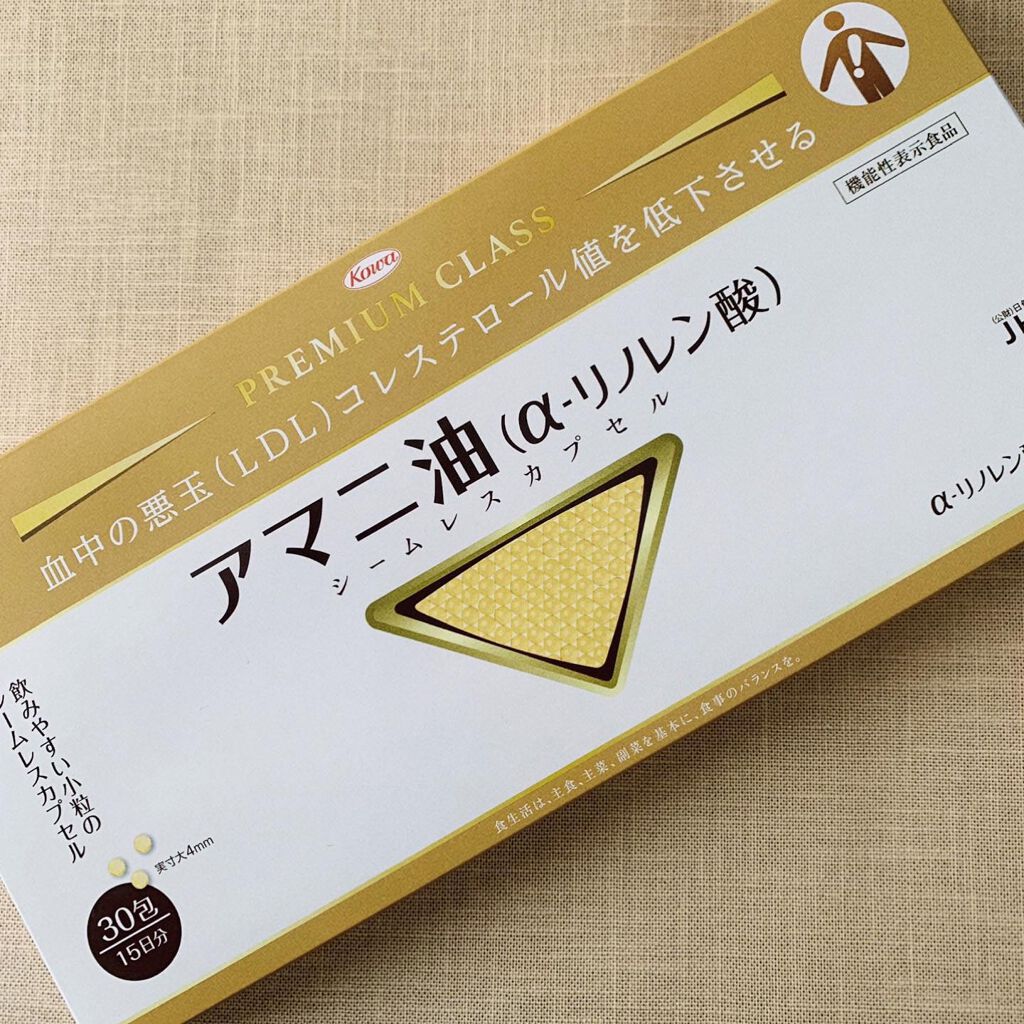 Kowa
PREMIUM CLASS
血中の悪玉(LDL)コレステロール値を低下させる
機能性表示食品
アマニ油(α-リノレン酸)
シームレスカプセル
(公財)日
α-リノレン
飲みやすい小粒の
シームレスカプセル
実寸大4mm
30包
15日分
食生活は、主食、主菜、副菜を基本に、食事のバランスを。